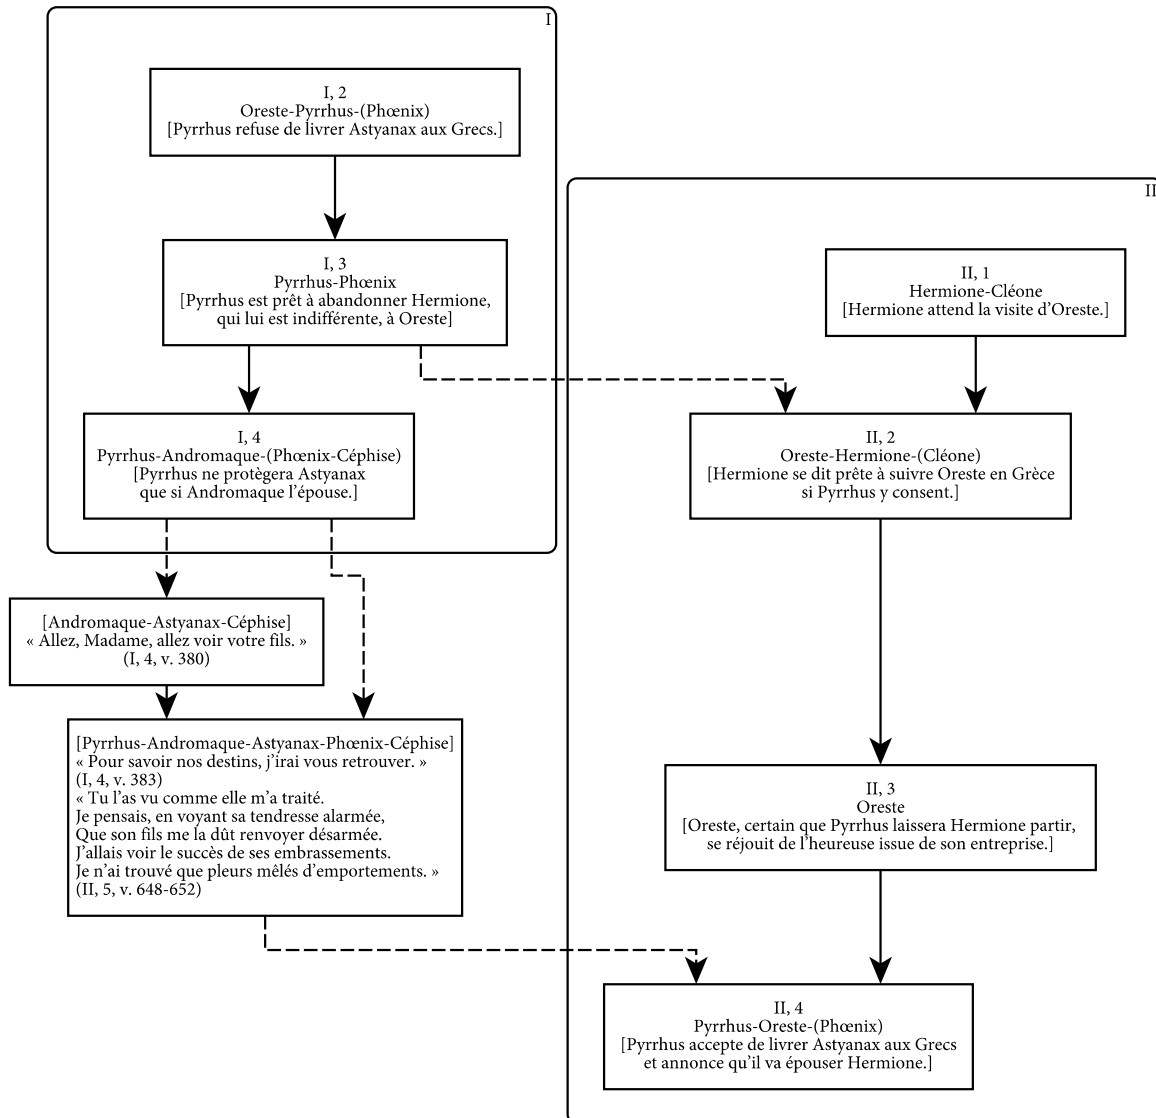 I
I, 2
Oreste-Pyrrhus-(Phœnix)
[Pyrrhus refuse de livrer Astyanax aux Grecs.]
I, 3
Pyrrhus-Phœnix
[Pyrrhus est prêt à abandonner Hermione,
qui lui est indifférente, à Oreste]
I, 4
Pyrrhus-Andromaque-(Phœnix-Céphise)
[Pyrrhus ne protègera Astyanax
que si Andromaque l’épouse.]
[Andromaque-Astyanax-Céphise]
« Allez, Madame, allez voir votre fils. »
(I, 4, v. 380)
[Pyrrhus-Andromaque-Astyanax-Phœnix-Céphise]
« Pour savoir nos destins, j’irai vous retrouver. »
(I, 4, v. 383)
« Tu l’as vu comme elle m’a traité.
Je pensais, en voyant sa tendresse alarmée,
Que son fils me la dût renvoyer désarmée.
J’allais voir le succès de ses embrassements.
Je n’ai trouvé que pleurs mêlés d’emportements. »
(II, 5, v. 648-652)
II
II, 1
Hermione-Cléone
[Hermione attend la visite d’Oreste.]
II, 2
Oreste-Hermione-(Cléone)
[Hermione se dit prête à suivre Oreste en Grèce
si Pyrrhus y consent.]
II, 3
Oreste
[Oreste, certain que Pyrrhus laissera Hermione partir,
se réjouit de l’heureuse issue de son entreprise.]
II, 4
Pyrrhus-Oreste-(Phœnix)
[Pyrrhus accepte de livrer Astyanax aux Grecs
et annonce qu’il va épouser Hermione.]